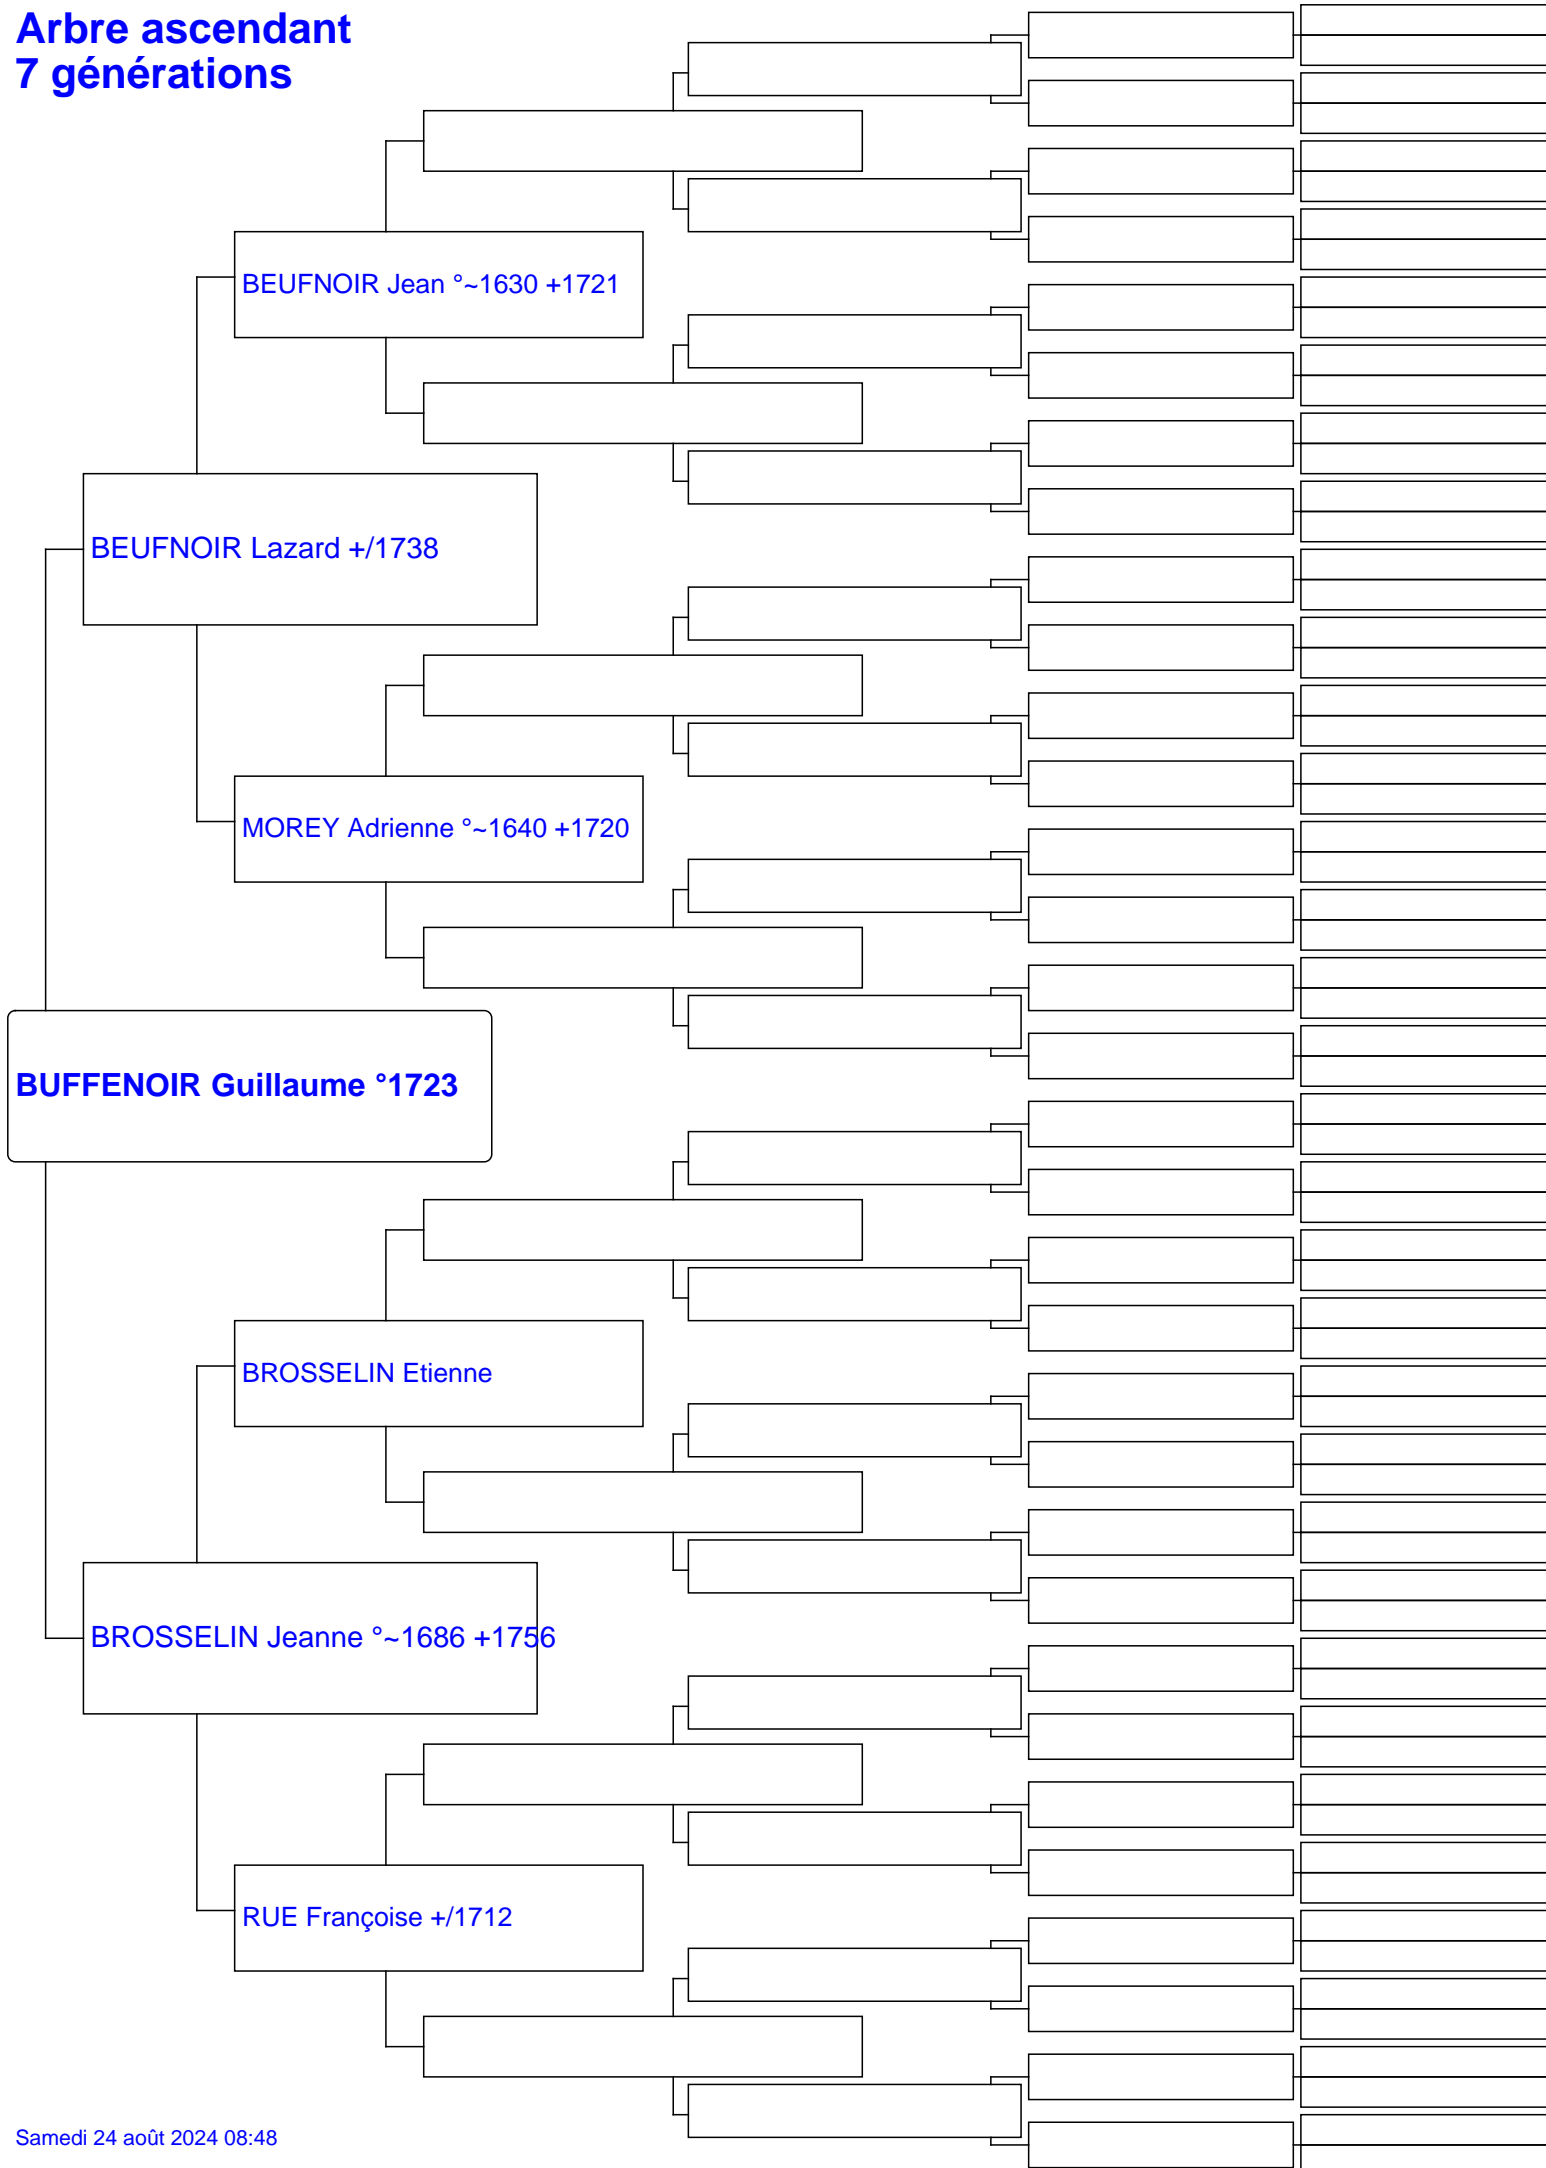 Arbre ascendant
7 générations
BEUFNOIR Jean °~1630 +1721
BEUFNOIR Lazard +/1738
MOREY Adrienne °~1640 +1720
BUFFENOIR Guillaume °1723
BROSSELIN Etienne
BROSSELIN Jeanne °~1686 +1756
RUE Françoise +/1712
Samedi 24 août 2024 08:48